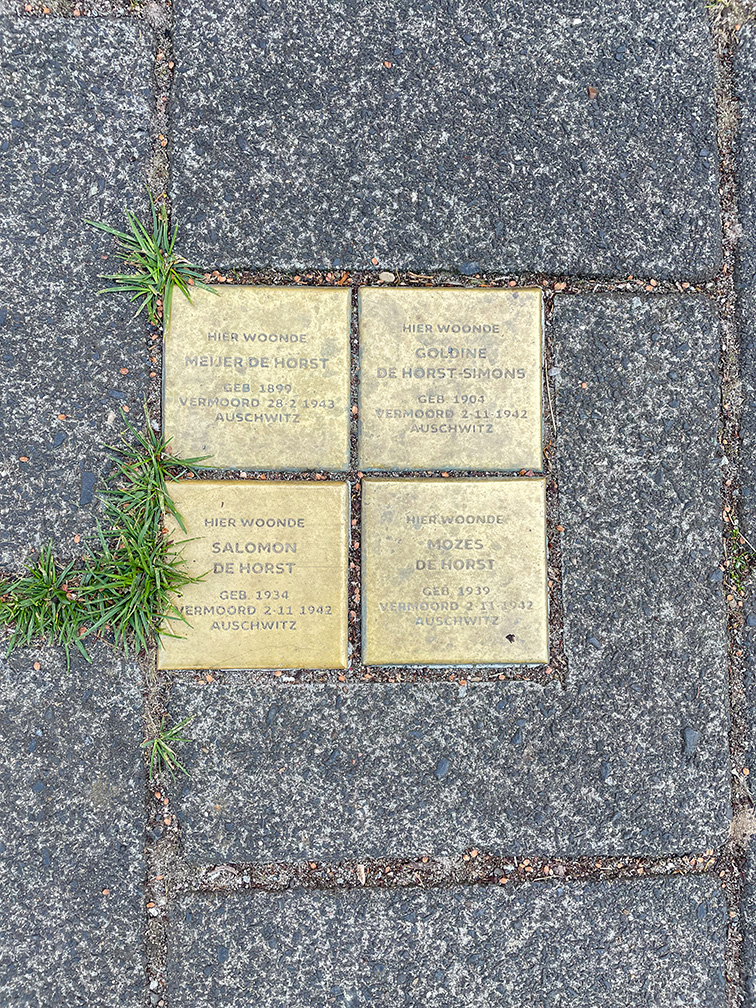 HIER WOONDE
MEIJER DE HORST
GEB. 1899
VERMOORD 28-2-1943
AUSCHWITZ
HIER WOONDE
GOLDINE
DE HORST-SIMONS
GEB. 1904
VERMOORD 2-11-1942
AUSCHWITZ
HIER WOONDE
SALOMON
DE HORST
GEB. 1934
VERMOORD 2-11-1942
AUSCHWITZ
HIER WOONDE
MOZES
DE HORST
GEB. 1939
VERMOORD 2-11-1942
AUSCHWITZ